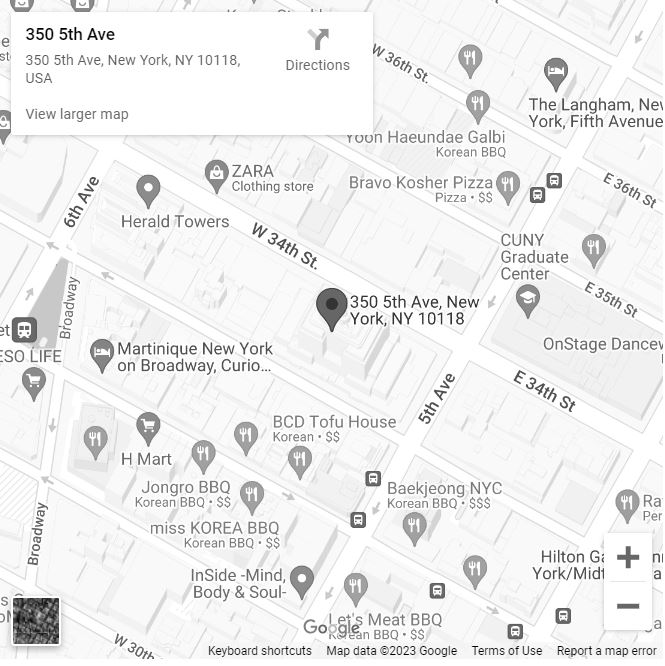 350 5th Ave
350 5th Ave, New York, NY 10118,
USA
Directions
View larger map
W 36th St.
The Langham, New
York, Fifth Avenue
Yoon Haeundae Galbi
Korean BBQ
ZARA
Clothing store
Bravo Kosher Pizza
Pizza • $$
E 36th St
6th Ave
Herald Towers
W 34th St.
CUNY
Graduate
Center
E 35th St
Broadway
350 5th Ave, New
York, NY 10118
OnStage Dancew
ESO LIFE
Martinique New York
on Broadway, Curio...
E 34th St
5th Ave
BCD Tofu House
Korean • $$
H Mart
Jongro BBQ
Korean BBQ • $$
Baekjeong NYC
Korean BBQ • $$$
miss KOREA BBQ
Korean BBQ • $$
Broadway
InSide -Mind,
Body & Soul-
Hilton
York/Midt
Let's Meat BBQ
Korean BBQ • $$
Google
W 30th
Keyboard shortcuts
Map data ©2023 Google
Terms of Use
Report a map error